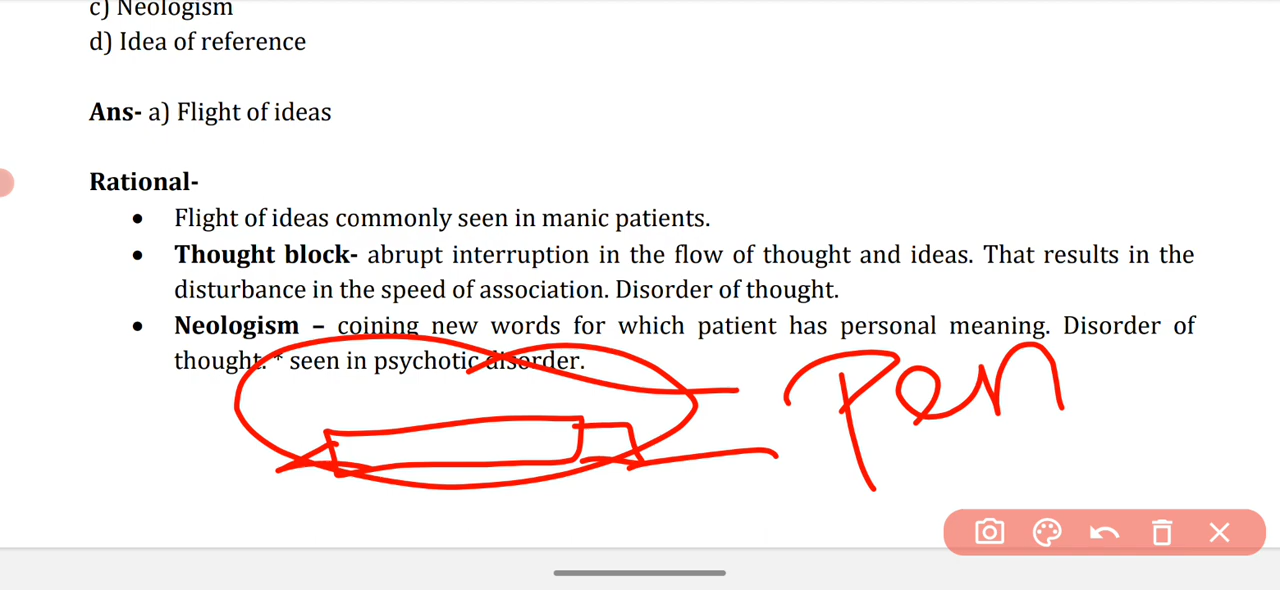 c) Neologism
d) Idea of reference
Ans- a) Flight of ideas
Rational-
• Flight of ideas commonly seen in manic patients.
• Thought block- abrupt interruption in the flow of thought and ideas. That results in the
disturbance in the speed of association. Disorder of thought.
• Neologism – coining new words for which patient has personal meaning. Disorder of
thought. * seen in psychotic disorder.
Pen